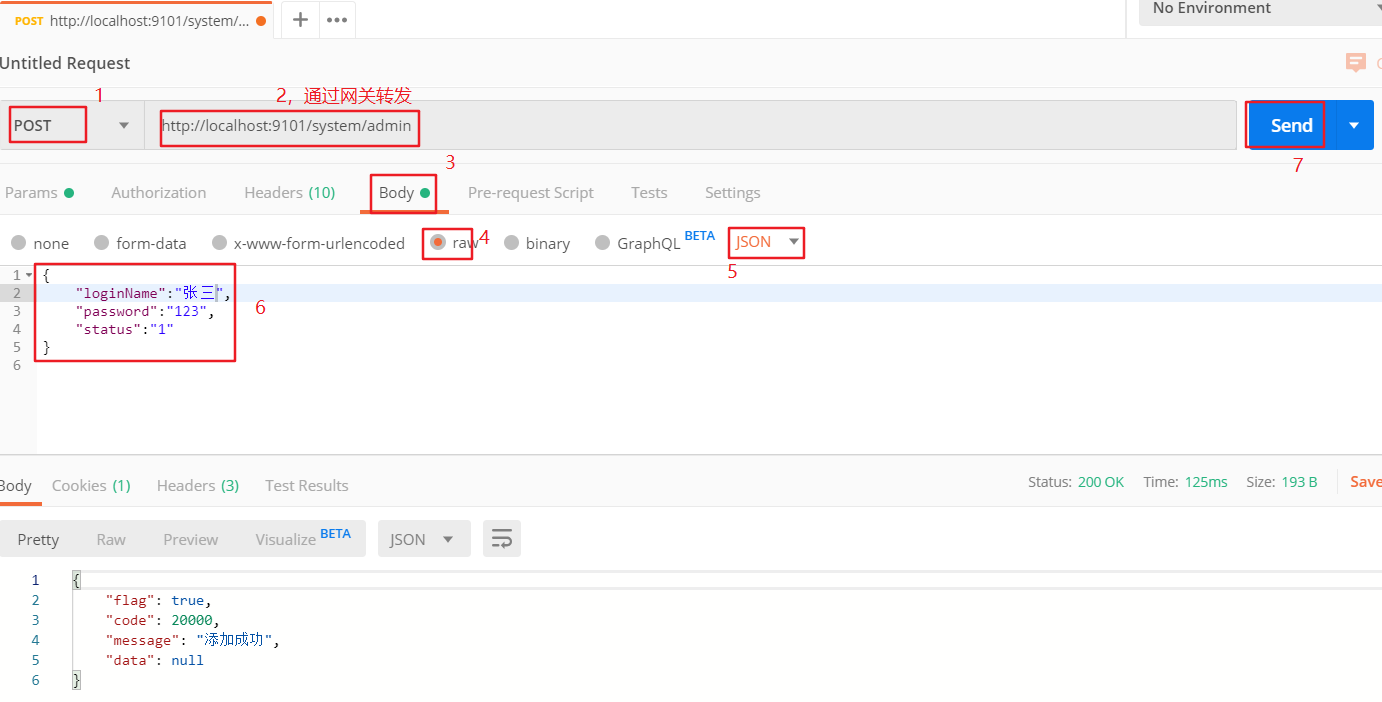 POST http://localhost:9101/system/... + •••
No Environment
Untitled Request
1
2，通过网关转发
POST http://localhost:9101/system/admin Send
3
7
Params Authorization Headers (10) Body Pre-request Script Tests Settings
none form-data x-www-form-urlencoded raw 4 binary GraphQL BETA JSON
5
1 {
2 "loginName":"张三",
3 "password":"123",
4 "status":"1"
5 }
6
6
Body Cookies (1) Headers (3) Test Results Status: 200 OK Time: 125ms Size: 193 B Save
Pretty Raw Preview Visualize BETA JSON
1 {
2 "flag": true,
3 "code": 20000,
4 "message": "添加成功",
5 "data": null
6 }